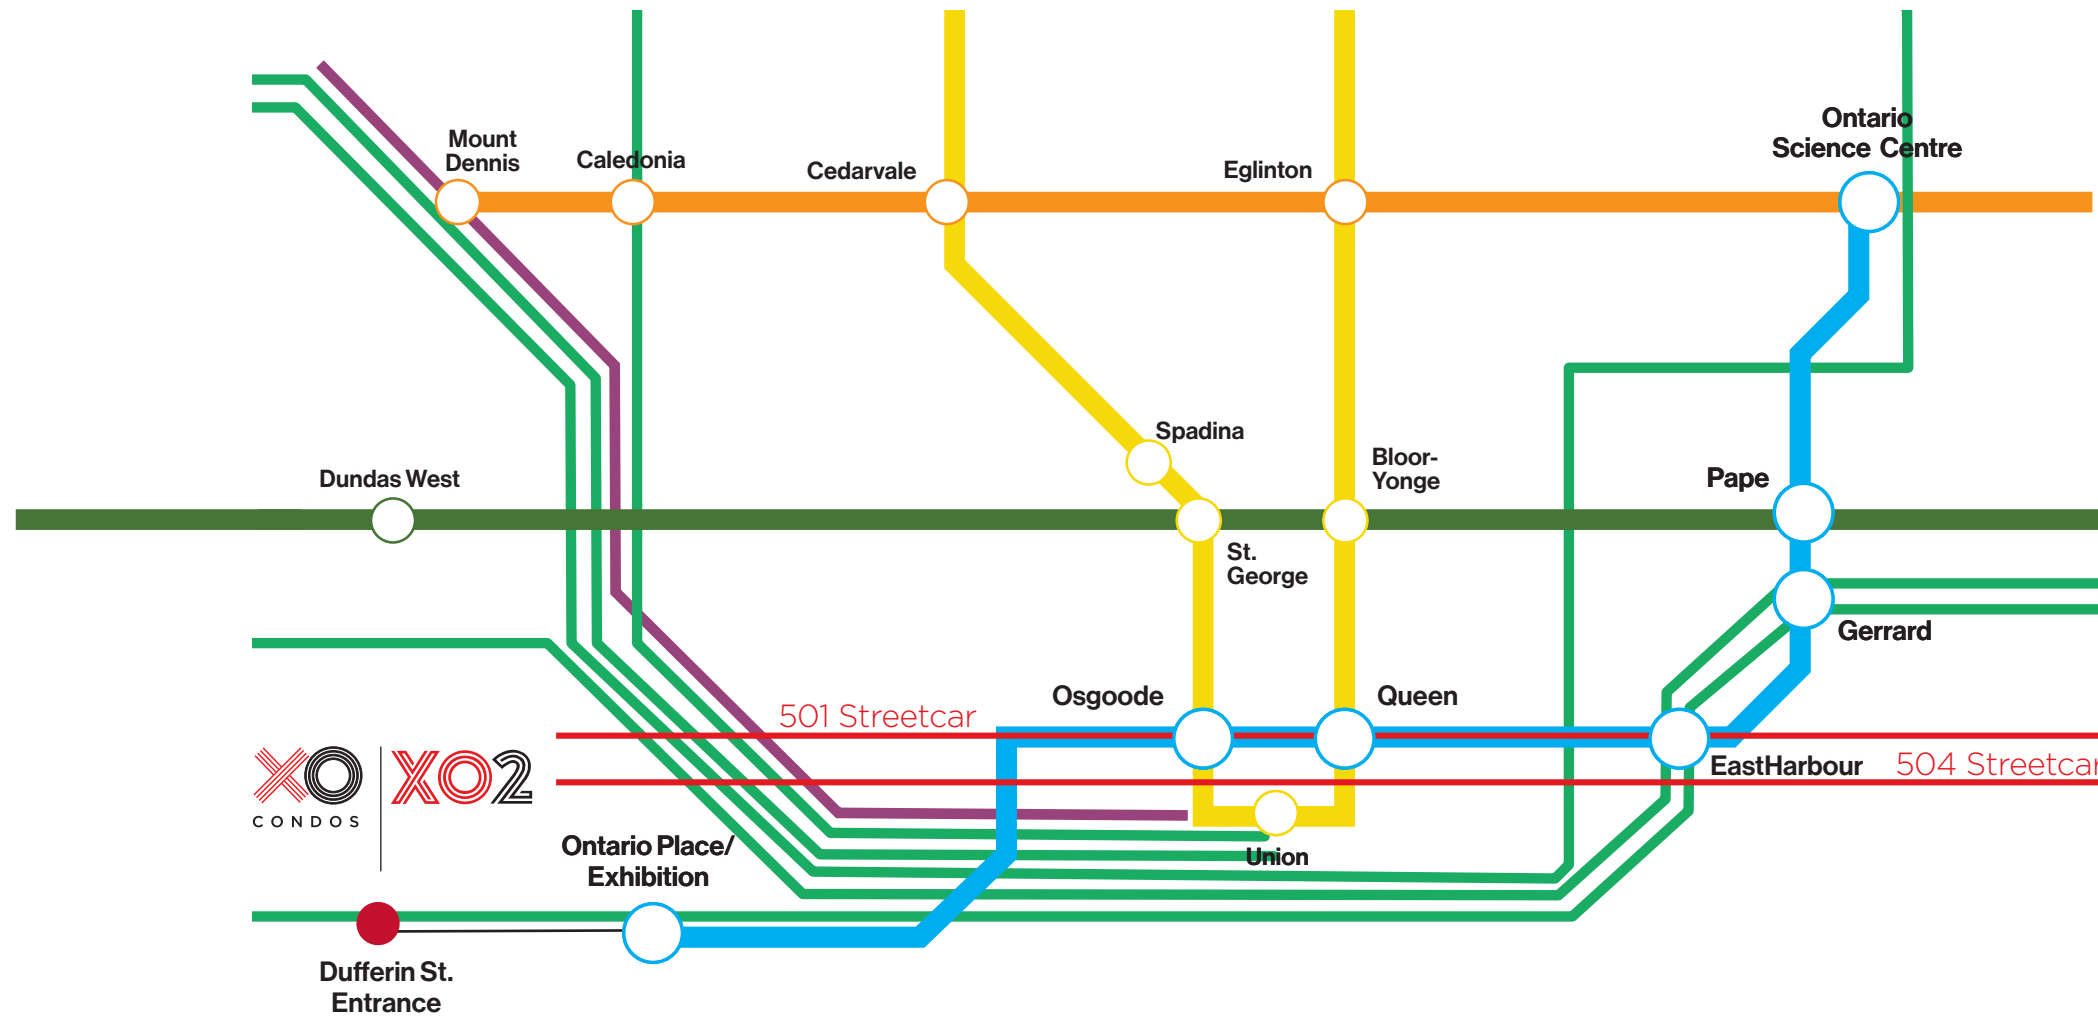 Ontario
Science Centre
Mount
Dennis
Caledonia
Cedarvale
Eglinton
Spadina
Bloor-
Yonge
Dundas West
Pape
St.
George
Gerrard
Osgoode
Queen
501 Streetcar
EastHarbour
504 Streetcar
XO
CONDOS
XO2
Ontario Place/
Exhibition
Union
Dufferin St.
Entrance